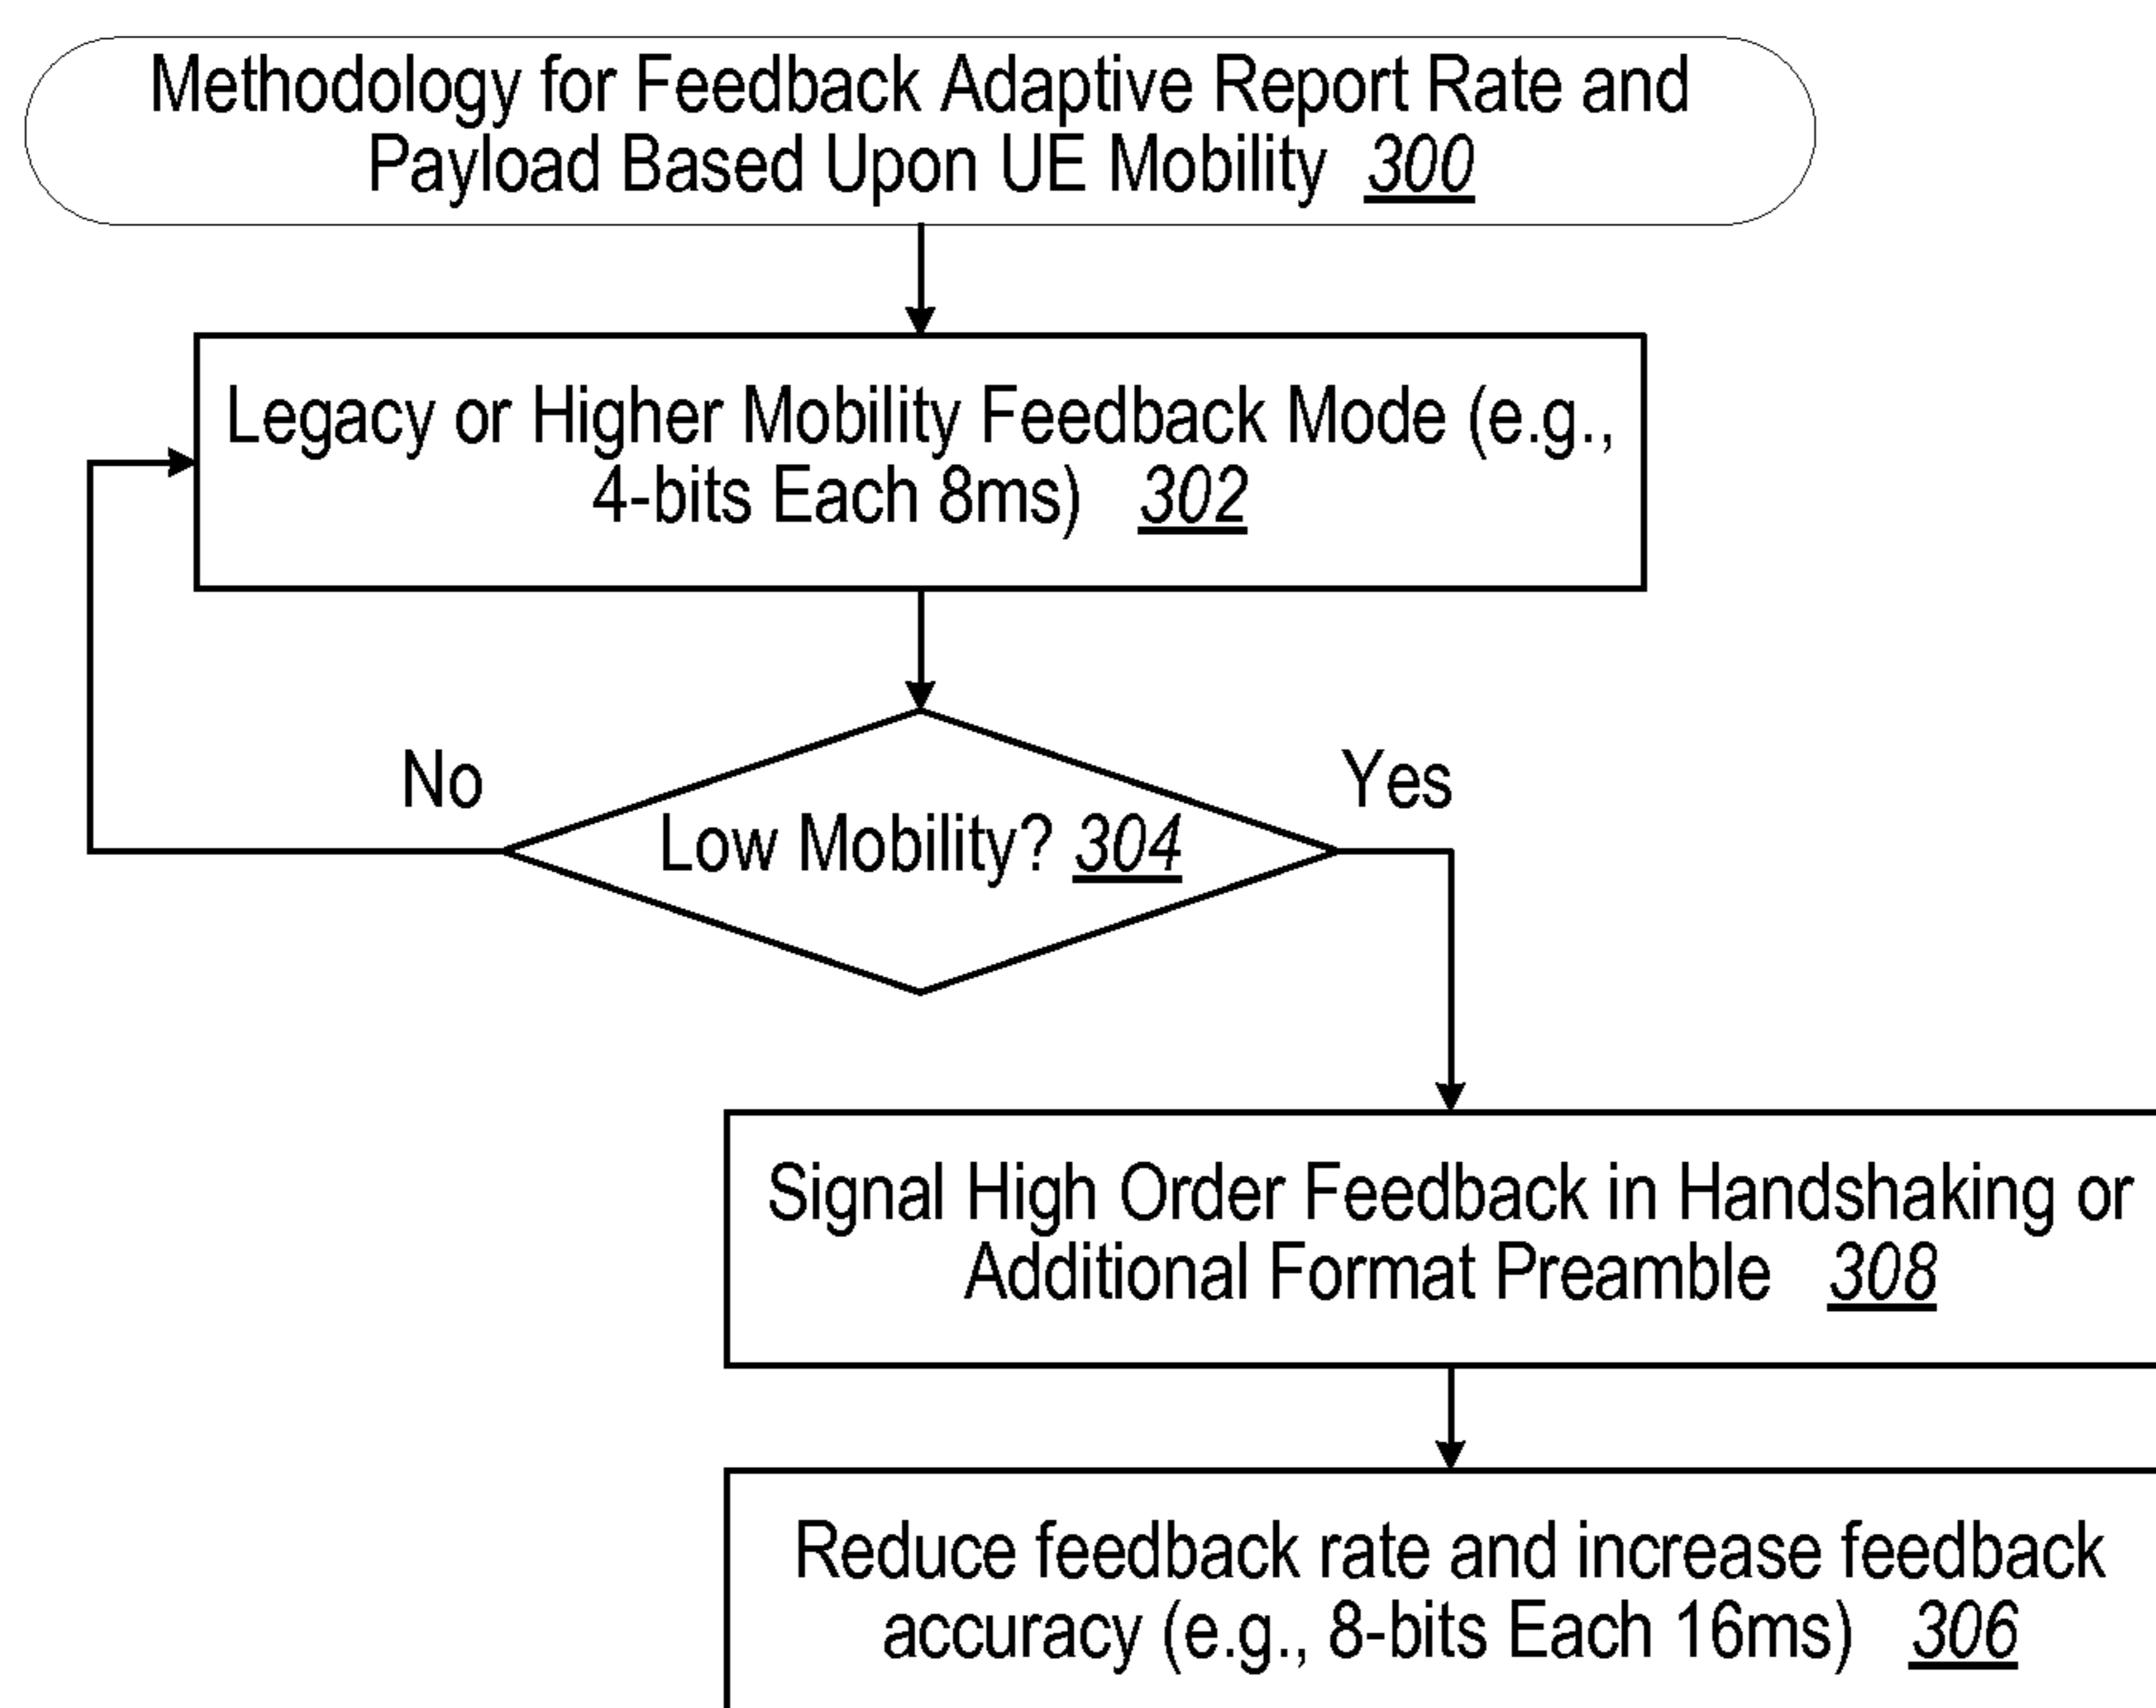 Methodology for Feedback Adaptive Report Rate and
Payload Based Upon UE Mobility 300
Legacy or Higher Mobility Feedback Mode (e.g.,
4-bits Each 8ms) 302
No
Yes
Low Mobility? 304
Signal High Order Feedback in Handshaking or
Additional Format Preamble 308
Reduce feedback rate and increase feedback
accuracy (e.g., 8-bits Each 16ms) 306